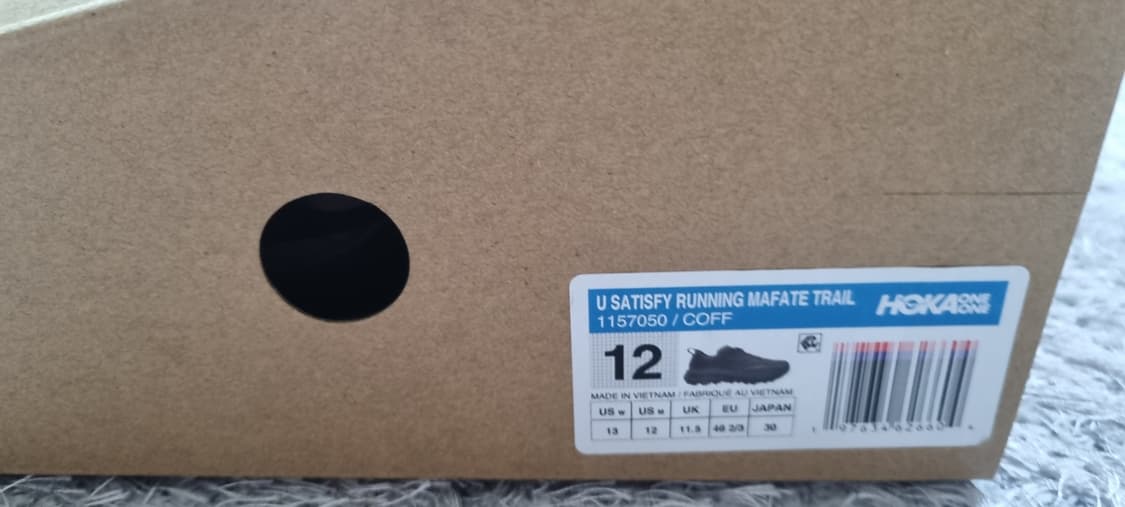 U SATISFY RUNNING MAFATE TRAIL
1157050 / COFF
HOKA ONE ONE
12
MADE IN VIETNAM / FABRIQUÉ AU VIETNAM
US W US M UK EU JAPAN
13 12 11.5 46 2/3 30